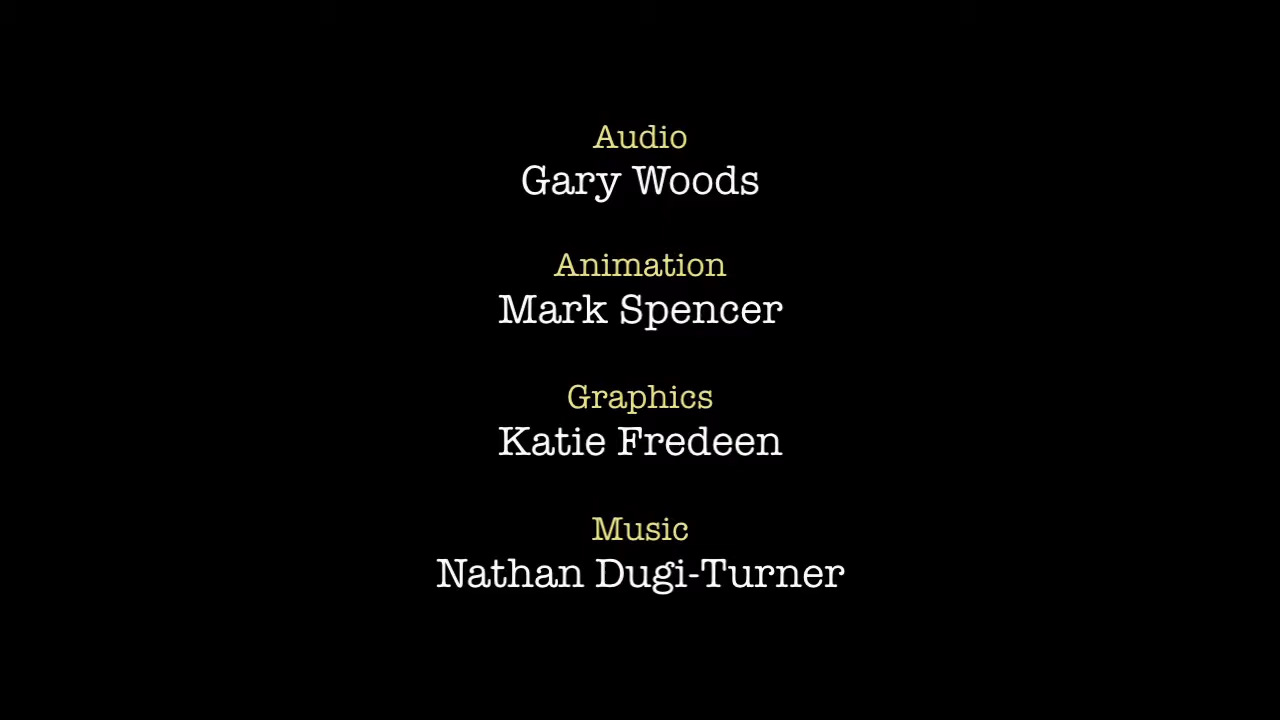 Audio
Gary Woods
Animation
Mark Spencer
Graphics
Katie Fredeen
Music
Nathan Dugi-Turner